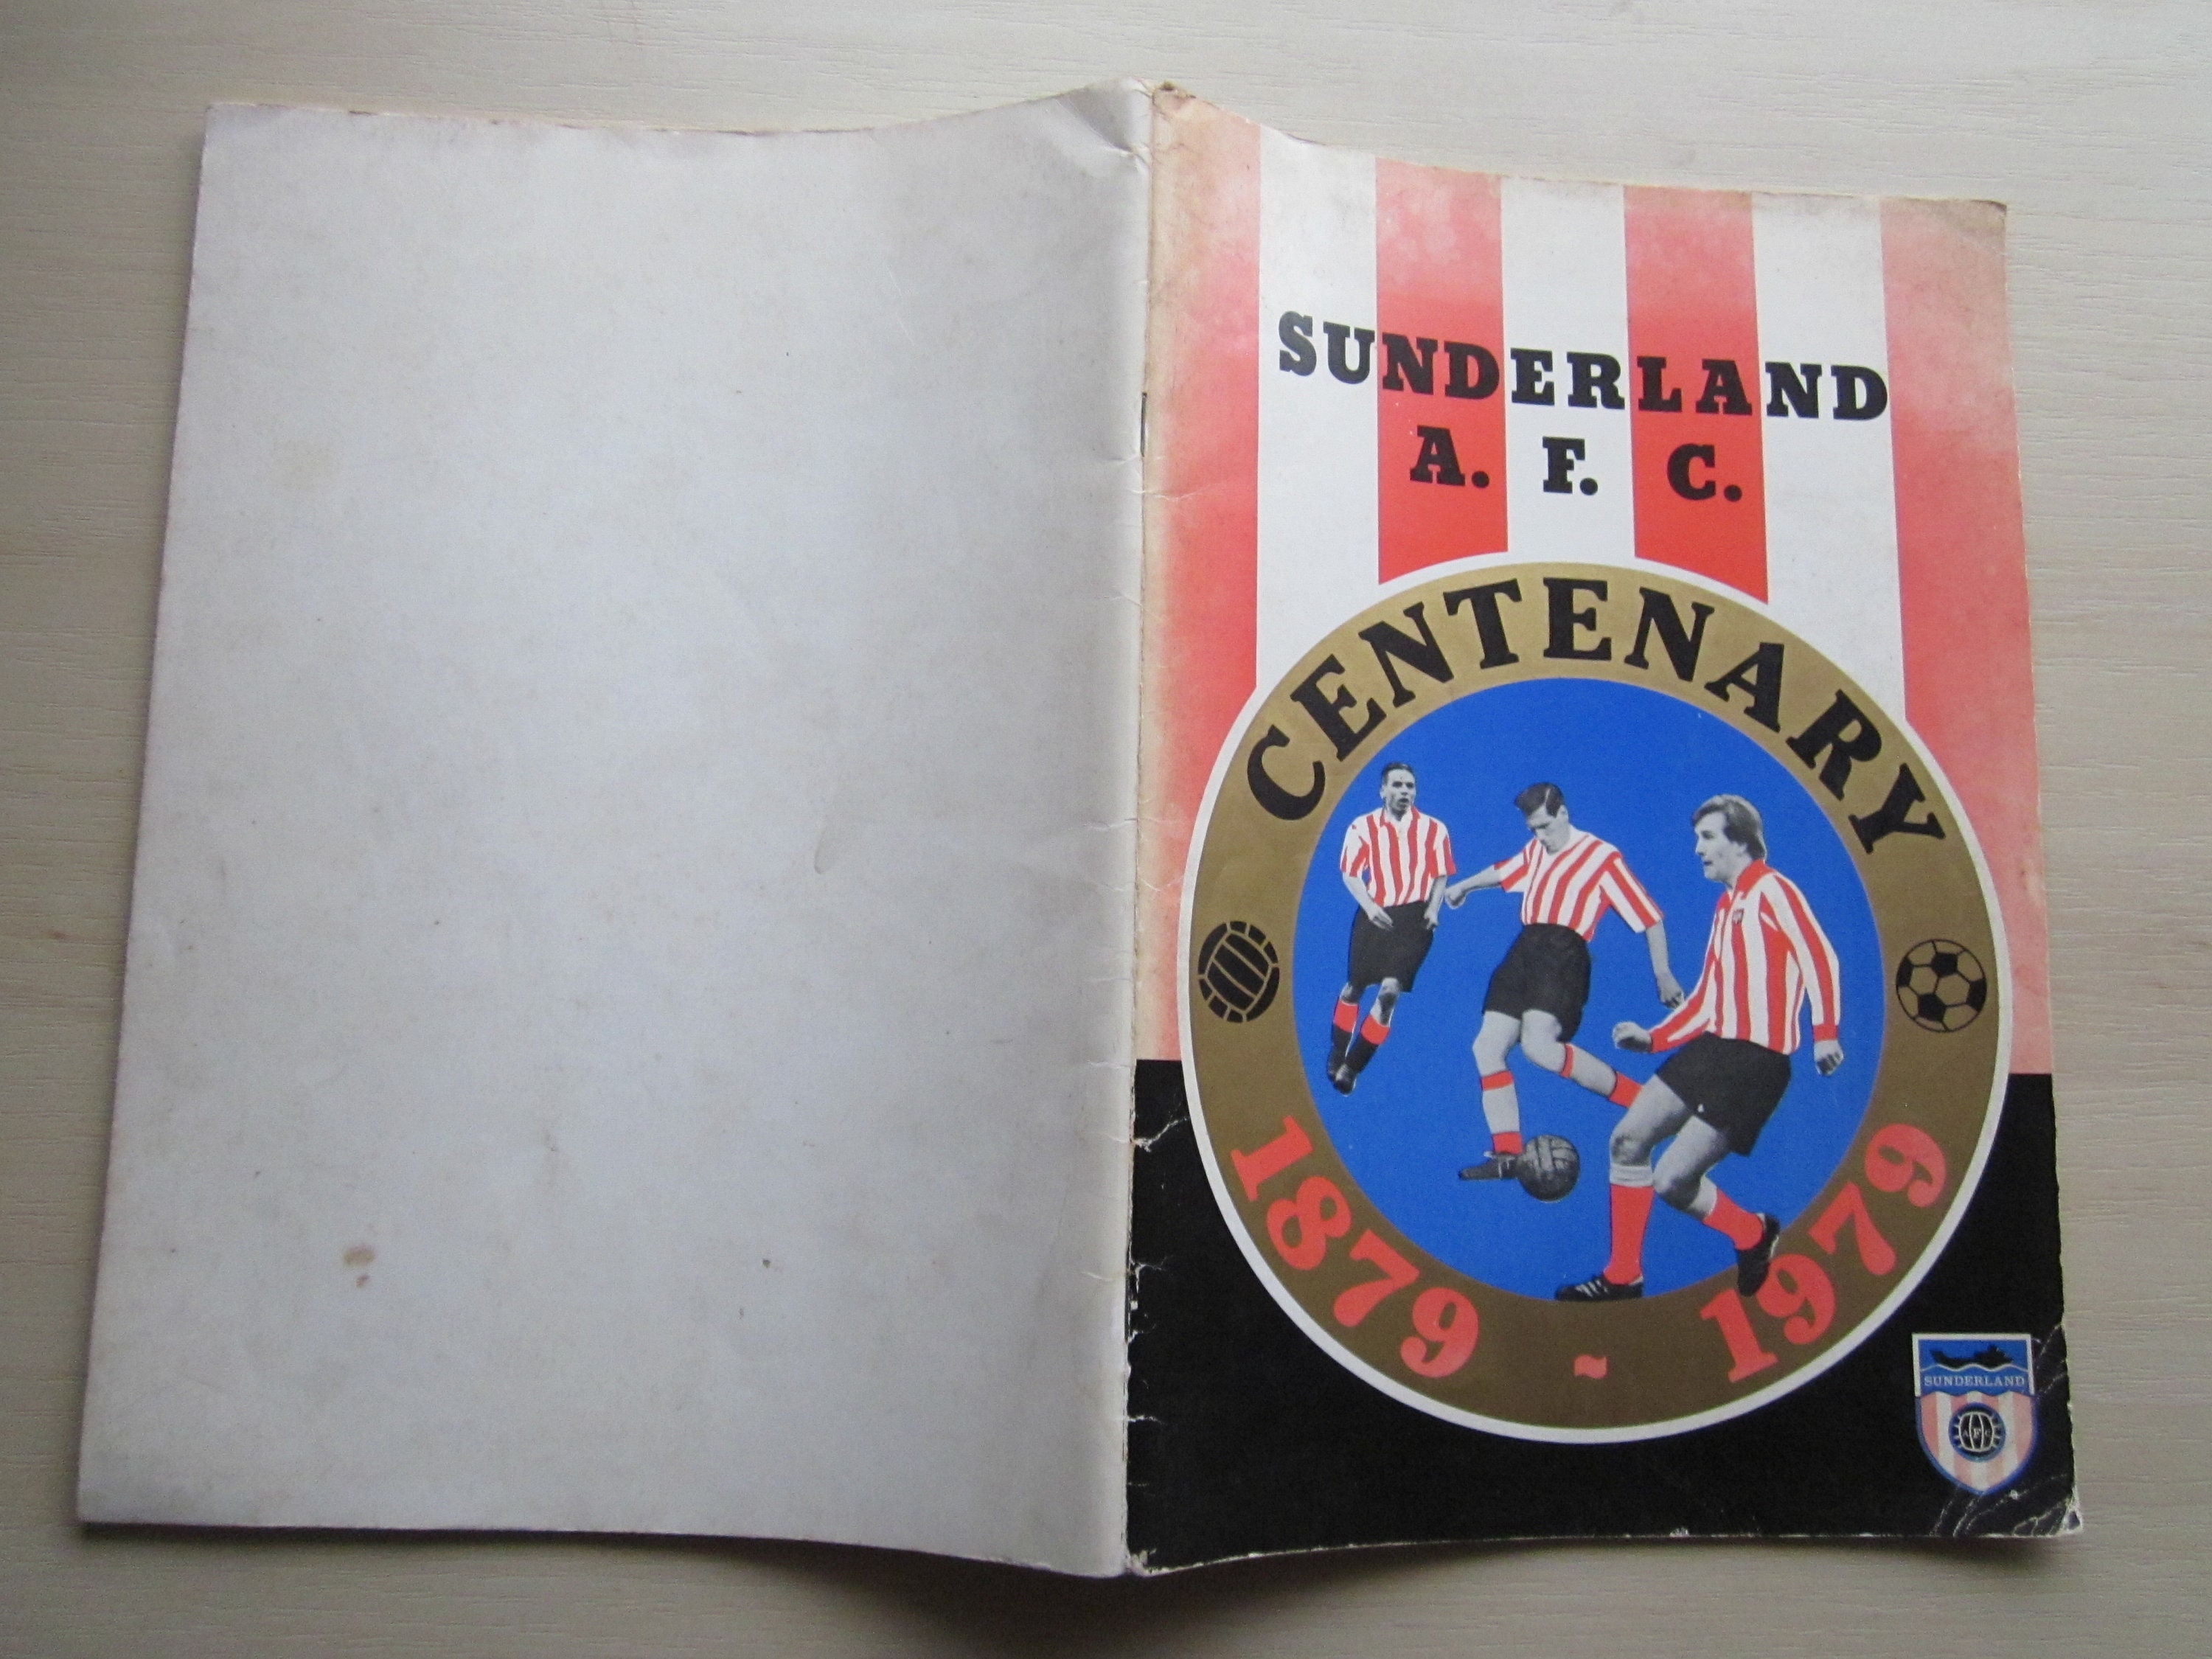 SUNDERLAND
A. F. C.
CENTENARY
1879 - 1979
SUNDERLAND
A F C